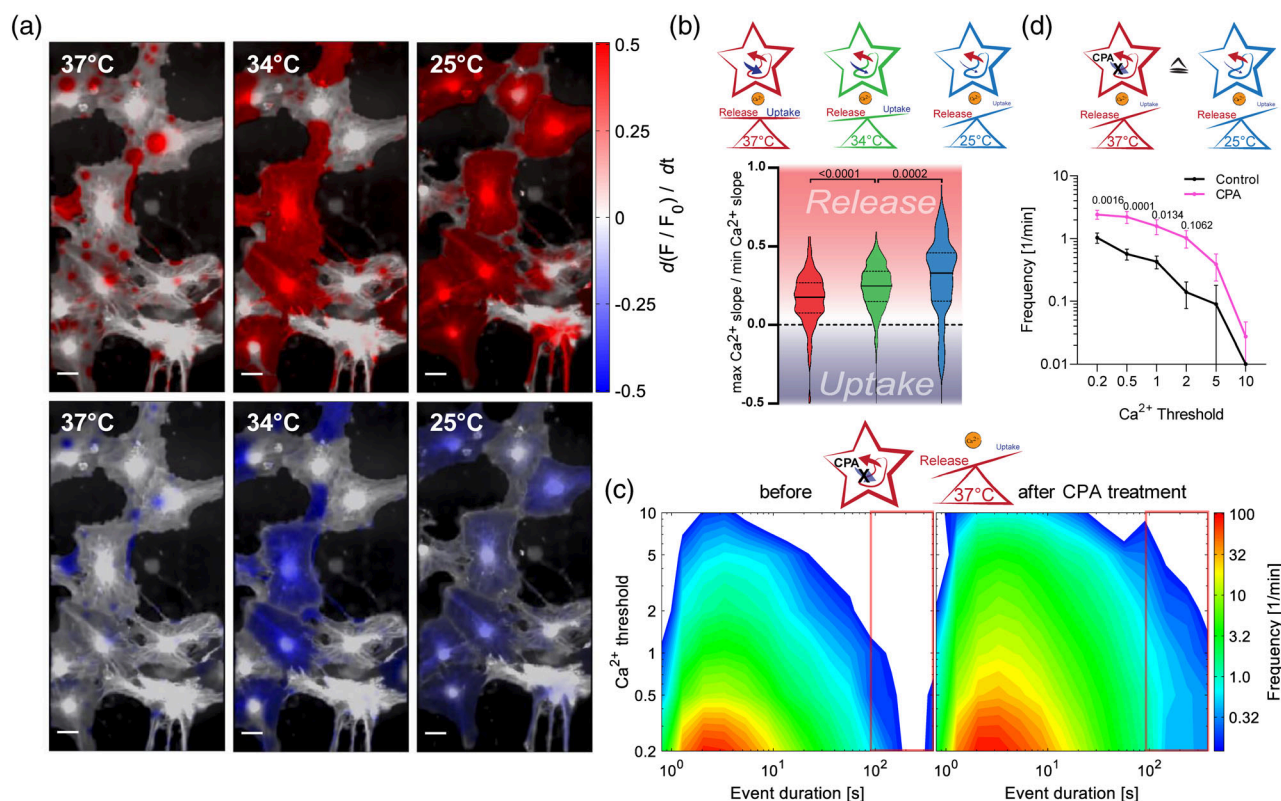 (a)
37°C
34°C
25°C
0.5
0.25
0
-0.25
-0.5
d(F / F0) / dt
37°C
34°C
25°C
(b)
Ca2+
Ca2+
Ca2+
Release Uptake
Release Uptake
Release Uptake
37°C
34°C
25°C
max Ca2+ slope / min Ca2+ slope
1.0
0.5
0.0
-0.5
<0.0001
0.0002
Release
Uptake
(d)
CPA
X
Ca2+
Ca2+
Release Uptake
Release Uptake
37°C
25°C
Control
CPA
Frequency [1/min]
10
1
0.1
0.01
0.0016
0.0001
0.0134
0.1062
0.2 0.5 1 2 5 10
Ca2+ Threshold
(c)
before
CPA
X
Ca2+
Release Uptake
37°C
after CPA treatment
Ca2+ threshold
10
5
2
1
0.5
0.2
10^0 10^1 10^2
Event duration [s]
10^0 10^1 10^2
Event duration [s]
100
32
10
3.2
1.0
0.32
Frequency [1/min]